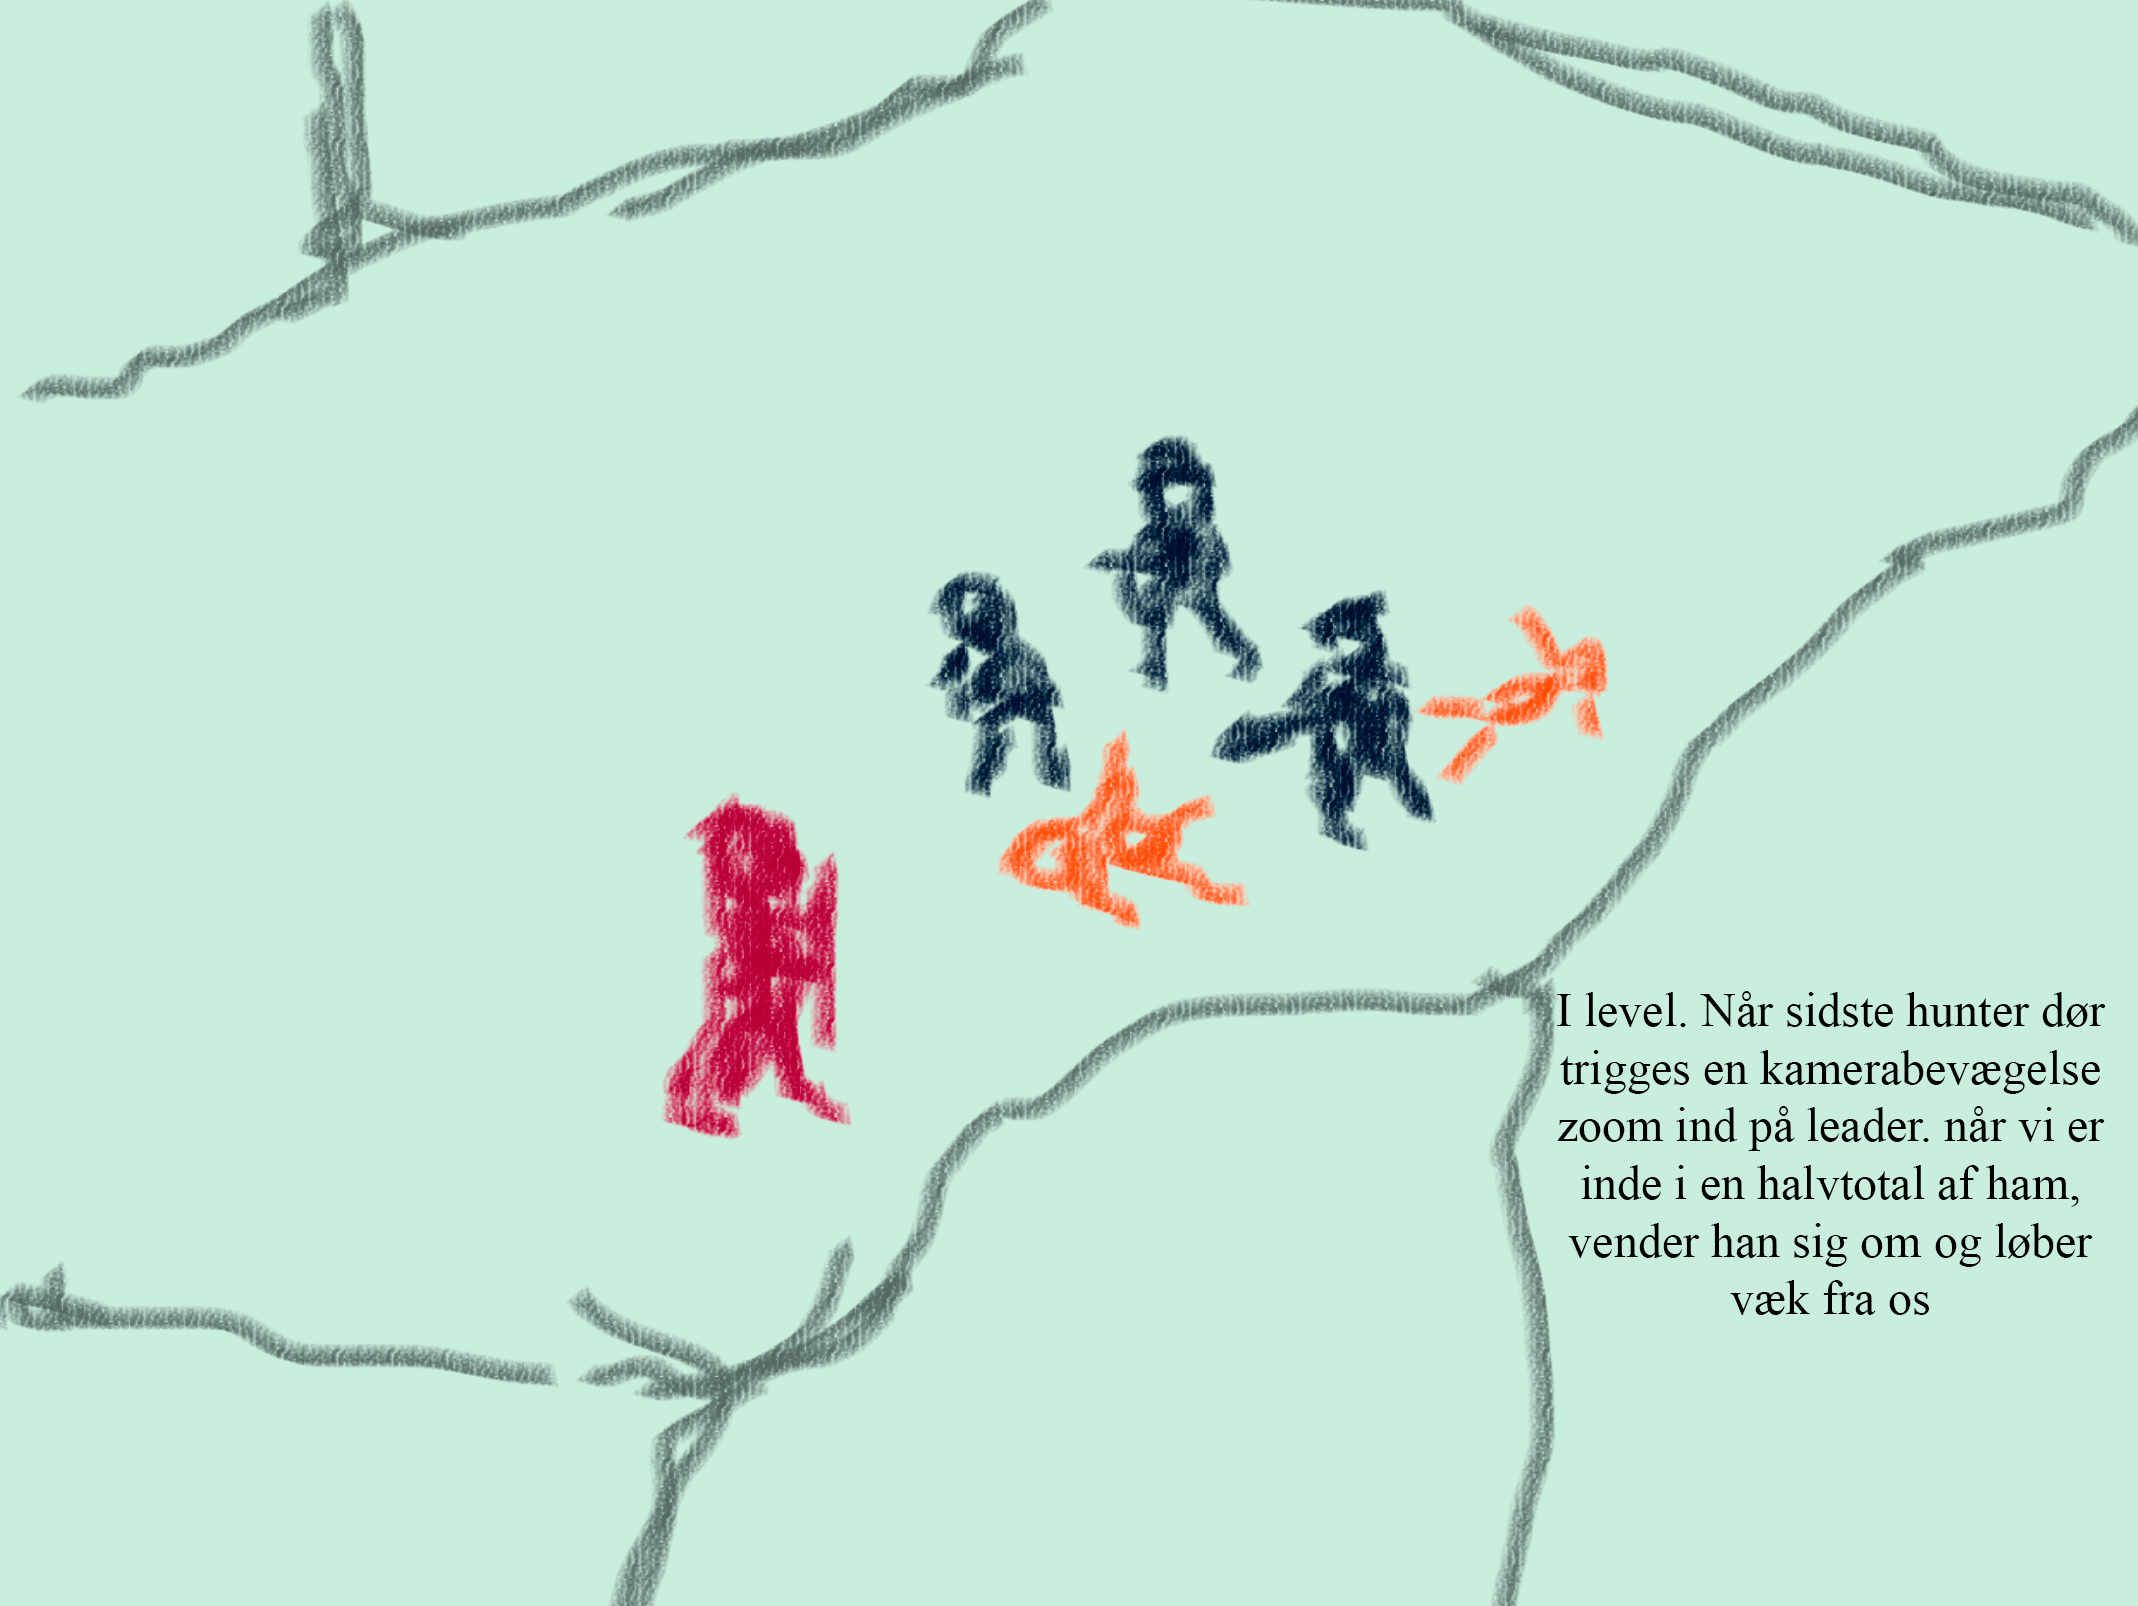 I level. Når sidste hunter dør
trigges en kamerabevægelse
zoom ind på leader. når vi er
inde i en halvtotal af ham,
vender han sig om og løber
væk fra os